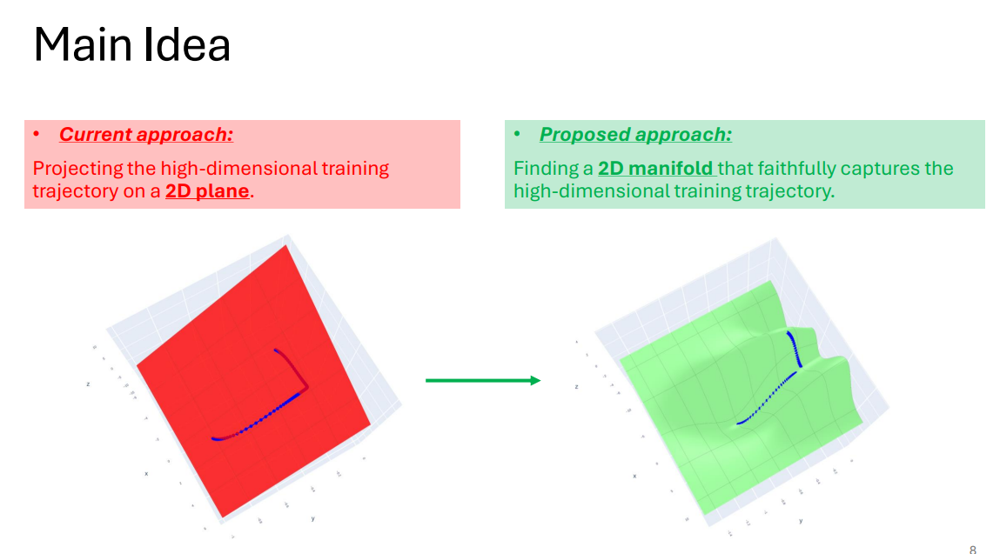 Main Idea
• Current approach:
Projecting the high-dimensional training
trajectory on a 2D plane.
• Proposed approach:
Finding a 2D manifold that faithfully captures the
high-dimensional training trajectory.
z
x
y
z
x
y
8